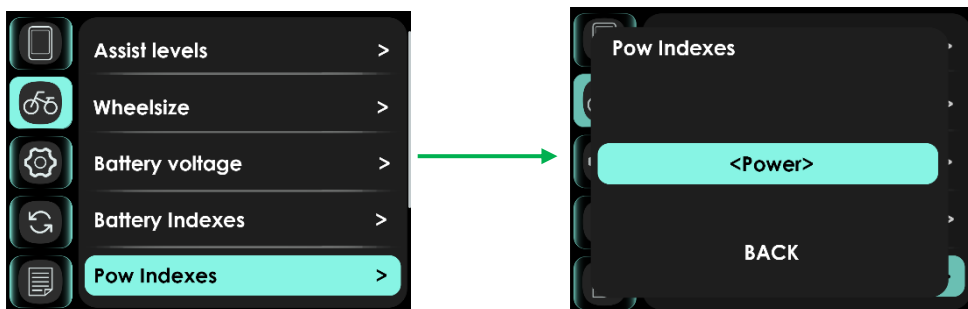 Assist levels >
Wheelsize >
Battery voltage >
Battery Indexes >
Pow Indexes >
Pow Indexes
<Power>
BACK